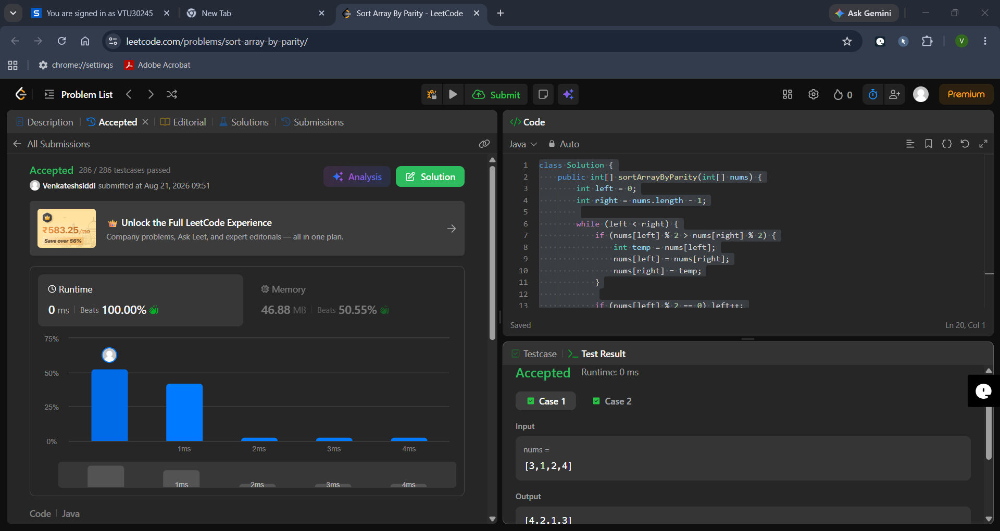 You are signed in as VTU30245
New Tab
Sort Array By Parity - LeetCode
Ask Gemini
leetcode.com/problems/sort-array-by-parity/
V
chrome://settings
Adobe Acrobat
Problem List
Submit
0
Premium
Description
Accepted
Editorial
Solutions
Submissions
All Submissions
Accepted 286 / 286 testcases passed
Venkateshsiddi submitted at Aug 21, 2026 09:51
Analysis
Solution
₹583.25/mo
Save over 56%
Unlock the Full LeetCode Experience
Company problems, Ask Leet, and expert editorials — all in one plan.
Runtime
0 ms | Beats 100.00%
Memory
46.88 MB | Beats 50.55%
75%
50%
25%
0%
1ms
2ms
3ms
4ms
1ms
2ms
3ms
4ms
Code | Java
</> Code
Java
Auto
1 class Solution {
2 public int[] sortArrayByParity(int[] nums) {
3 int left = 0;
4 int right = nums.length - 1;
5
6 while (left < right) {
7 if (nums[left] % 2 > nums[right] % 2) {
8 int temp = nums[left];
9 nums[left] = nums[right];
10 nums[right] = temp;
11 }
12
13 if (nums[left] % 2 == 0) left++;
Saved
Ln 20, Col 1
Testcase
Test Result
Accepted Runtime: 0 ms
Case 1
Case 2
Input
nums =
[3,1,2,4]
Output
[4,2,1,3]